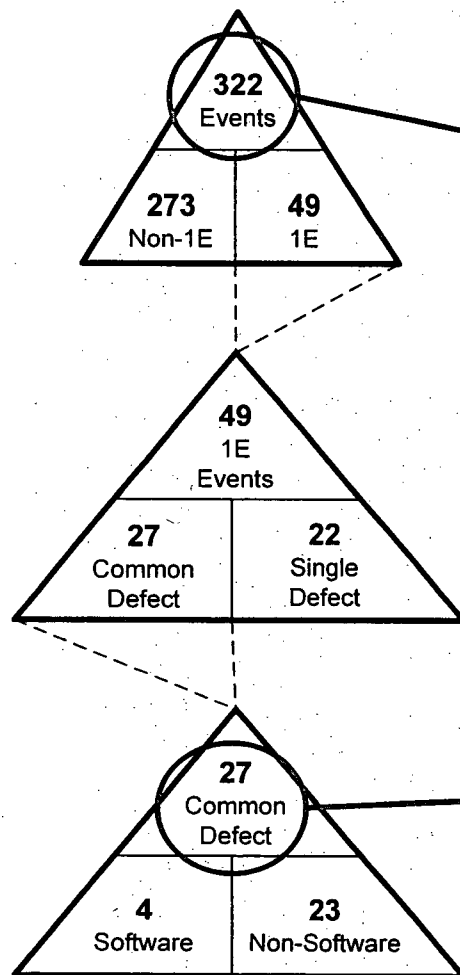 322
Events
273
Non-1E
49
1E
49
1E
Events
27
Common
Defect
22
Single
Defect
27
Common
Defect
4
Software
23
Non-Software